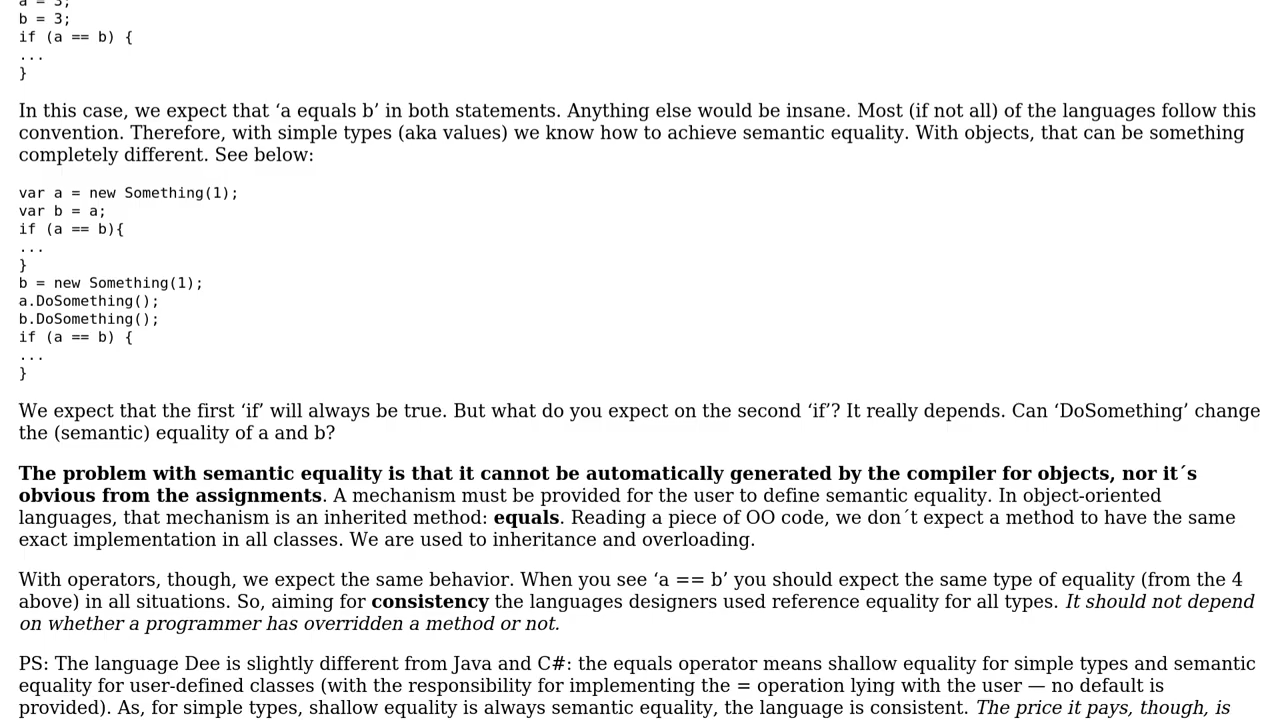 a = 3;
b = 3;
if (a == b) {
...
}
In this case, we expect that ‘a equals b’ in both statements. Anything else would be insane. Most (if not all) of the languages follow this
convention. Therefore, with simple types (aka values) we know how to achieve semantic equality. With objects, that can be something
completely different. See below:
var a = new Something(1);
var b = a;
if (a == b){
...
}
b = new Something(1);
a.DoSomething();
b.DoSomething();
if (a == b) {
...
}
We expect that the first ‘if’ will always be true. But what do you expect on the second ‘if’? It really depends. Can ‘DoSomething’ change
the (semantic) equality of a and b?
The problem with semantic equality is that it cannot be automatically generated by the compiler for objects, nor it´s
obvious from the assignments. A mechanism must be provided for the user to define semantic equality. In object-oriented
languages, that mechanism is an inherited method: equals. Reading a piece of OO code, we don´t expect a method to have the same
exact implementation in all classes. We are used to inheritance and overloading.
With operators, though, we expect the same behavior. When you see ‘a == b’ you should expect the same type of equality (from the 4
above) in all situations. So, aiming for consistency the languages designers used reference equality for all types. It should not depend
on whether a programmer has overridden a method or not.
PS: The language Dee is slightly different from Java and C#: the equals operator means shallow equality for simple types and semantic
equality for user-defined classes (with the responsibility for implementing the = operation lying with the user — no default is
provided). As, for simple types, shallow equality is always semantic equality, the language is consistent. The price it pays, though, is